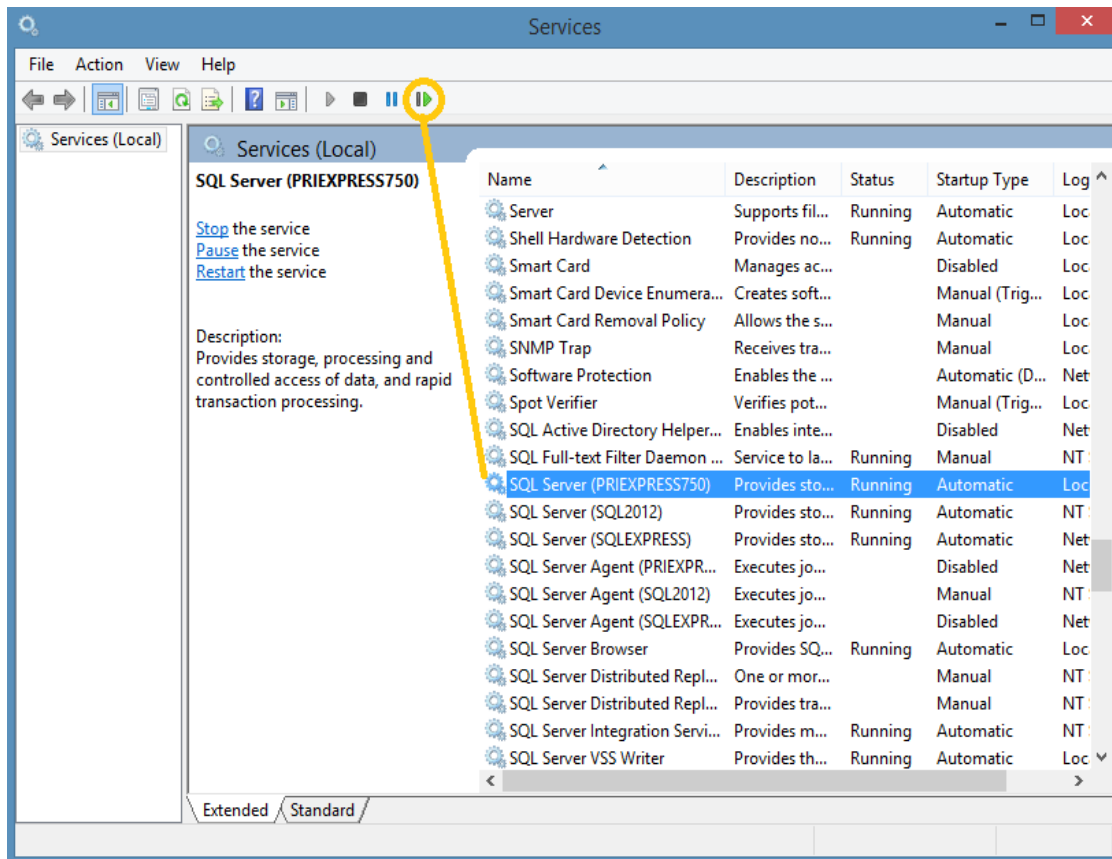 Services
File Action View Help
Services (Local)
Services (Local)
SQL Server (PRIEXPRESS750)
Stop the service
Pause the service
Restart the service
Description:
Provides storage, processing and
controlled access of data, and rapid
transaction processing.
Name Description Status Startup Type Log
Server Supports fil... Running Automatic Loc
Shell Hardware Detection Provides no... Running Automatic Loc
Smart Card Manages ac... Disabled Loc
Smart Card Device Enumera... Creates soft... Manual (Trig... Loc
Smart Card Removal Policy Allows the s... Manual Loc
SNMP Trap Receives tra... Manual Loc
Software Protection Enables the ... Automatic (D... Net
Spot Verifier Verifies pot... Manual (Trig... Loc
SQL Active Directory Helper... Enables inte... Disabled Net
SQL Full-text Filter Daemon ... Service to la... Running Manual NT
SQL Server (PRIEXPRESS750) Provides sto... Running Automatic Loc
SQL Server (SQL2012) Provides sto... Running Automatic NT
SQL Server (SQLEXPRESS) Provides sto... Running Automatic Net
SQL Server Agent (PRIEXPR... Executes jo... Disabled Net
SQL Server Agent (SQL2012) Executes jo... Manual NT
SQL Server Agent (SQLEXPR... Executes jo... Disabled Net
SQL Server Browser Provides SQ... Running Automatic Loc
SQL Server Distributed Repl... One or mor... Manual NT
SQL Server Distributed Repl... Provides tra... Manual NT
SQL Server Integration Servi... Provides m... Running Automatic NT
SQL Server VSS Writer Provides th... Running Automatic Loc
Extended Standard